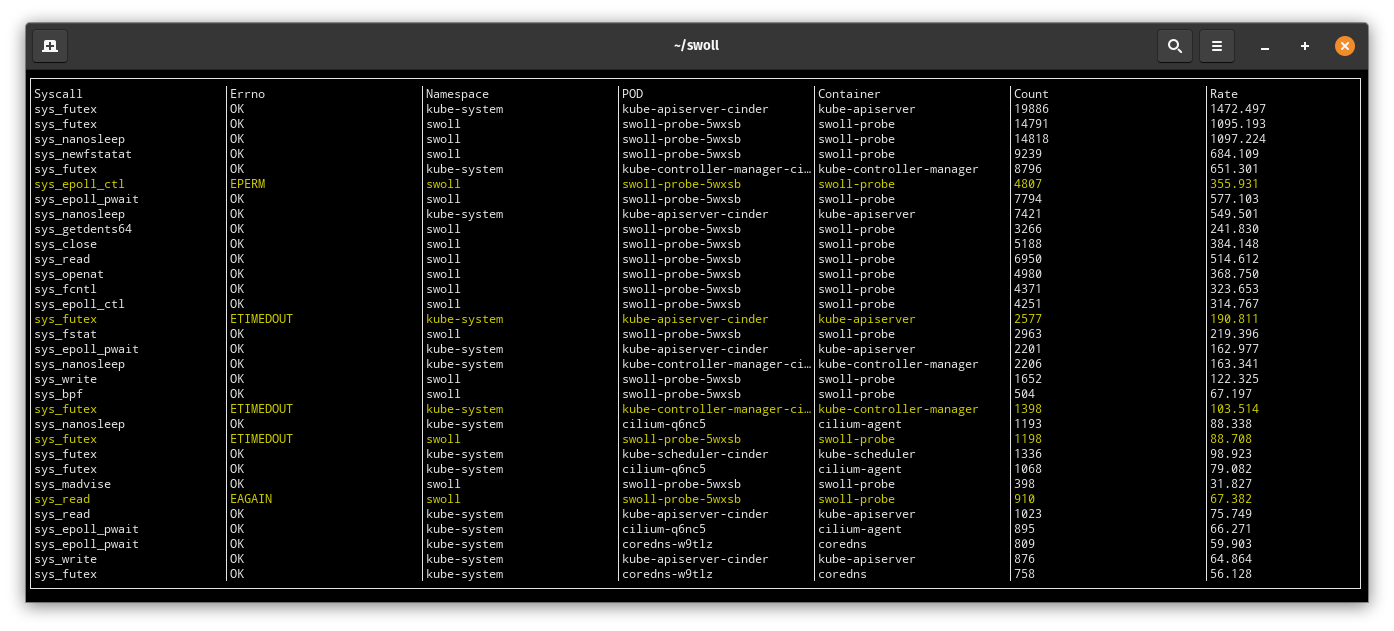 ~/swoll
Syscall Errno Namespace POD Container Count Rate
sys_futex OK kube-system kube-apiserver-cinder kube-apiserver 19886 1472.497
sys_futex OK swoll swoll-probe-5wxsb swoll-probe 14791 1095.193
sys_nanosleep OK swoll swoll-probe-5wxsb swoll-probe 14818 1097.224
sys_newfstatat OK swoll swoll-probe-5wxsb swoll-probe 9239 684.109
sys_futex OK kube-system kube-controller-manager-ci… kube-controller-manager 8796 651.301
sys_epoll_ctl EPERM swoll swoll-probe-5wxsb swoll-probe 4807 355.931
sys_epoll_pwait OK swoll swoll-probe-5wxsb swoll-probe 7794 577.103
sys_nanosleep OK kube-system kube-apiserver-cinder kube-apiserver 7421 549.501
sys_getdents64 OK swoll swoll-probe-5wxsb swoll-probe 3266 241.830
sys_close OK swoll swoll-probe-5wxsb swoll-probe 5188 384.148
sys_read OK swoll swoll-probe-5wxsb swoll-probe 6950 514.612
sys_openat OK swoll swoll-probe-5wxsb swoll-probe 4980 368.750
sys_fcntl OK swoll swoll-probe-5wxsb swoll-probe 4371 323.653
sys_epoll_ctl OK swoll swoll-probe-5wxsb swoll-probe 4251 314.767
sys_futex ETIMEDOUT kube-system kube-apiserver-cinder kube-apiserver 2577 190.811
sys_fstat OK swoll swoll-probe-5wxsb swoll-probe 2963 219.396
sys_epoll_pwait OK kube-system kube-apiserver-cinder kube-apiserver 2201 162.977
sys_nanosleep OK kube-system kube-controller-manager-ci… kube-controller-manager 2206 163.341
sys_write OK swoll swoll-probe-5wxsb swoll-probe 1652 122.325
sys_bpf OK swoll swoll-probe-5wxsb swoll-probe 504 67.197
sys_futex ETIMEDOUT kube-system kube-controller-manager-ci… kube-controller-manager 1398 103.514
sys_nanosleep OK kube-system cilium-q6nc5 cilium-agent 1193 88.338
sys_futex ETIMEDOUT swoll swoll-probe-5wxsb swoll-probe 1198 88.708
sys_futex OK kube-system kube-scheduler-cinder kube-scheduler 1336 98.923
sys_futex OK kube-system cilium-q6nc5 cilium-agent 1068 79.082
sys_madvise OK swoll swoll-probe-5wxsb swoll-probe 398 31.827
sys_read EAGAIN swoll swoll-probe-5wxsb swoll-probe 910 67.382
sys_read OK kube-system kube-apiserver-cinder kube-apiserver 1023 75.749
sys_epoll_pwait OK kube-system cilium-q6nc5 cilium-agent 895 66.271
sys_epoll_pwait OK kube-system coredns-w9tlz coredns 809 59.903
sys_write OK kube-system kube-apiserver-cinder kube-apiserver 876 64.864
sys_futex OK kube-system coredns-w9tlz coredns 758 56.128